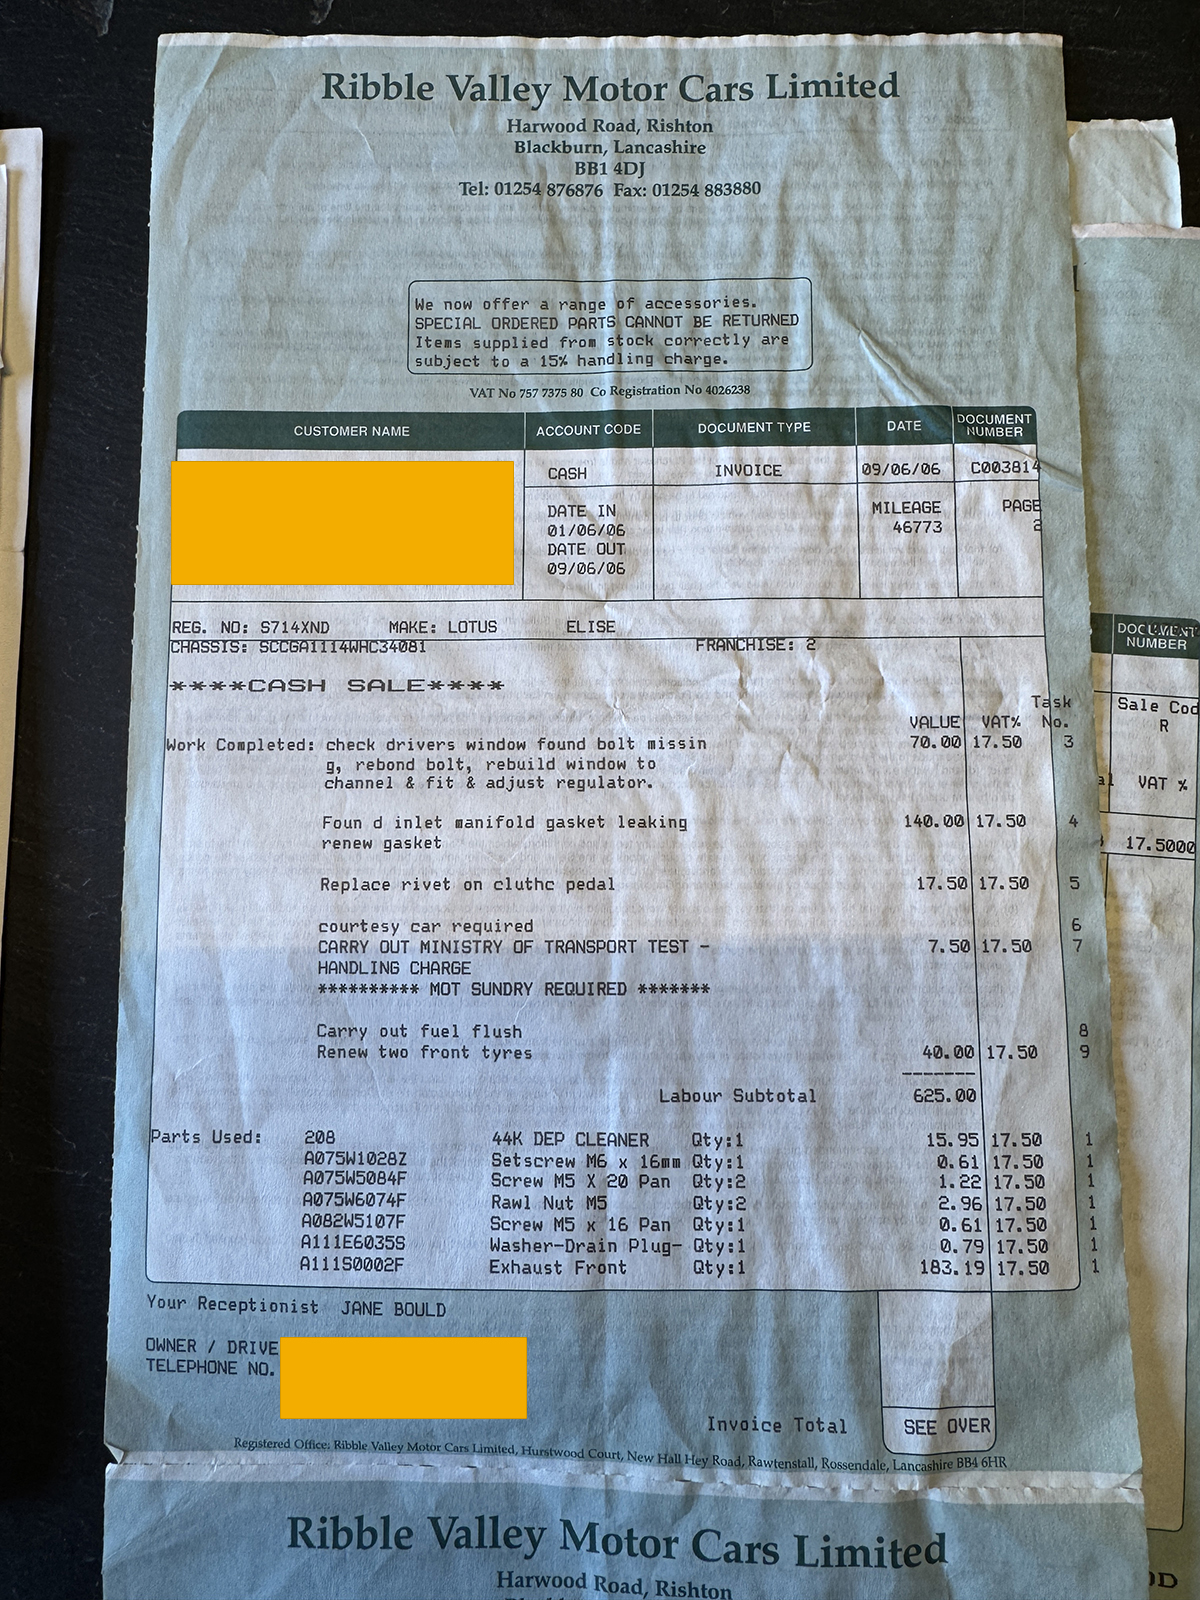 Ribble Valley Motor Cars Limited
Harwood Road, Rishton
Blackburn, Lancashire
BB1 4DJ
Tel: 01254 876876 Fax: 01254 883880
We now offer a range of accessories.
SPECIAL ORDERED PARTS CANNOT BE RETURNED
Items supplied from stock correctly are
subject to a 15% handling charge.
VAT No 757 7375 80 Co Registration No 4026238
CUSTOMER NAME ACCOUNT CODE DOCUMENT TYPE DATE DOCUMENT NUMBER
CASH INVOICE 09/06/06 C003814
DATE IN MILEAGE PAGE
01/06/06 46773 2
DATE OUT
09/06/06
REG. NO: S714XND MAKE: LOTUS ELISE
CHASSIS: SCCGA1114WHC34081 FRANCHISE: 2
****CASH SALE****
Task
VALUE VAT% No.
Work Completed: check drivers window found bolt missin 70.00 17.50 3
g, rebond bolt, rebuild window to
channel & fit & adjust regulator.
Foun d inlet manifold gasket leaking 140.00 17.50 4
renew gasket
Replace rivet on cluthc pedal 17.50 17.50 5
courtesy car required 6
CARRY OUT MINISTRY OF TRANSPORT TEST - 7.50 17.50 7
HANDLING CHARGE
********** MOT SUNDRY REQUIRED *******
Carry out fuel flush 8
Renew two front tyres 40.00 17.50 9
Labour Subtotal 625.00
Parts Used: 208 44K DEP CLEANER Qty:1 15.95 17.50 1
A075W1028Z Setscrew M6 x 16mm Qty:1 0.61 17.50 1
A075W5084F Screw M5 X 20 Pan Qty:2 1.22 17.50 1
A075W6074F Rawl Nut M5 Qty:2 2.96 17.50 1
A082W5107F Screw M5 x 16 Pan Qty:1 0.61 17.50 1
A111E6035S Washer-Drain Plug- Qty:1 0.79 17.50 1
A111S0002F Exhaust Front Qty:1 183.19 17.50 1
Your Receptionist JANE BOULD
OWNER / DRIVE
TELEPHONE NO.
Invoice Total SEE OVER
Registered Office: Ribble Valley Motor Cars Limited, Hurstwood Court, New Hall Hey Road, Rawtenstall, Rossendale, Lancashire BB4 6HR
Ribble Valley Motor Cars Limited
Harwood Road, Rishton
DOCUMENT
NUMBER
Sale Cod
R
VAT %
17.5000